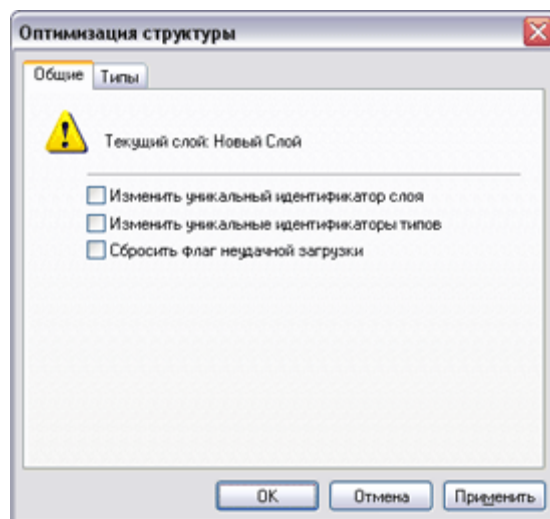 Оптимизация структуры
Общие Типы
Текущий слой: Новый Слой
Изменить уникальный идентификатор слоя
Изменить уникальные идентификаторы типов
Сбросить флаг неудачной загрузки
OK Отмена Применить